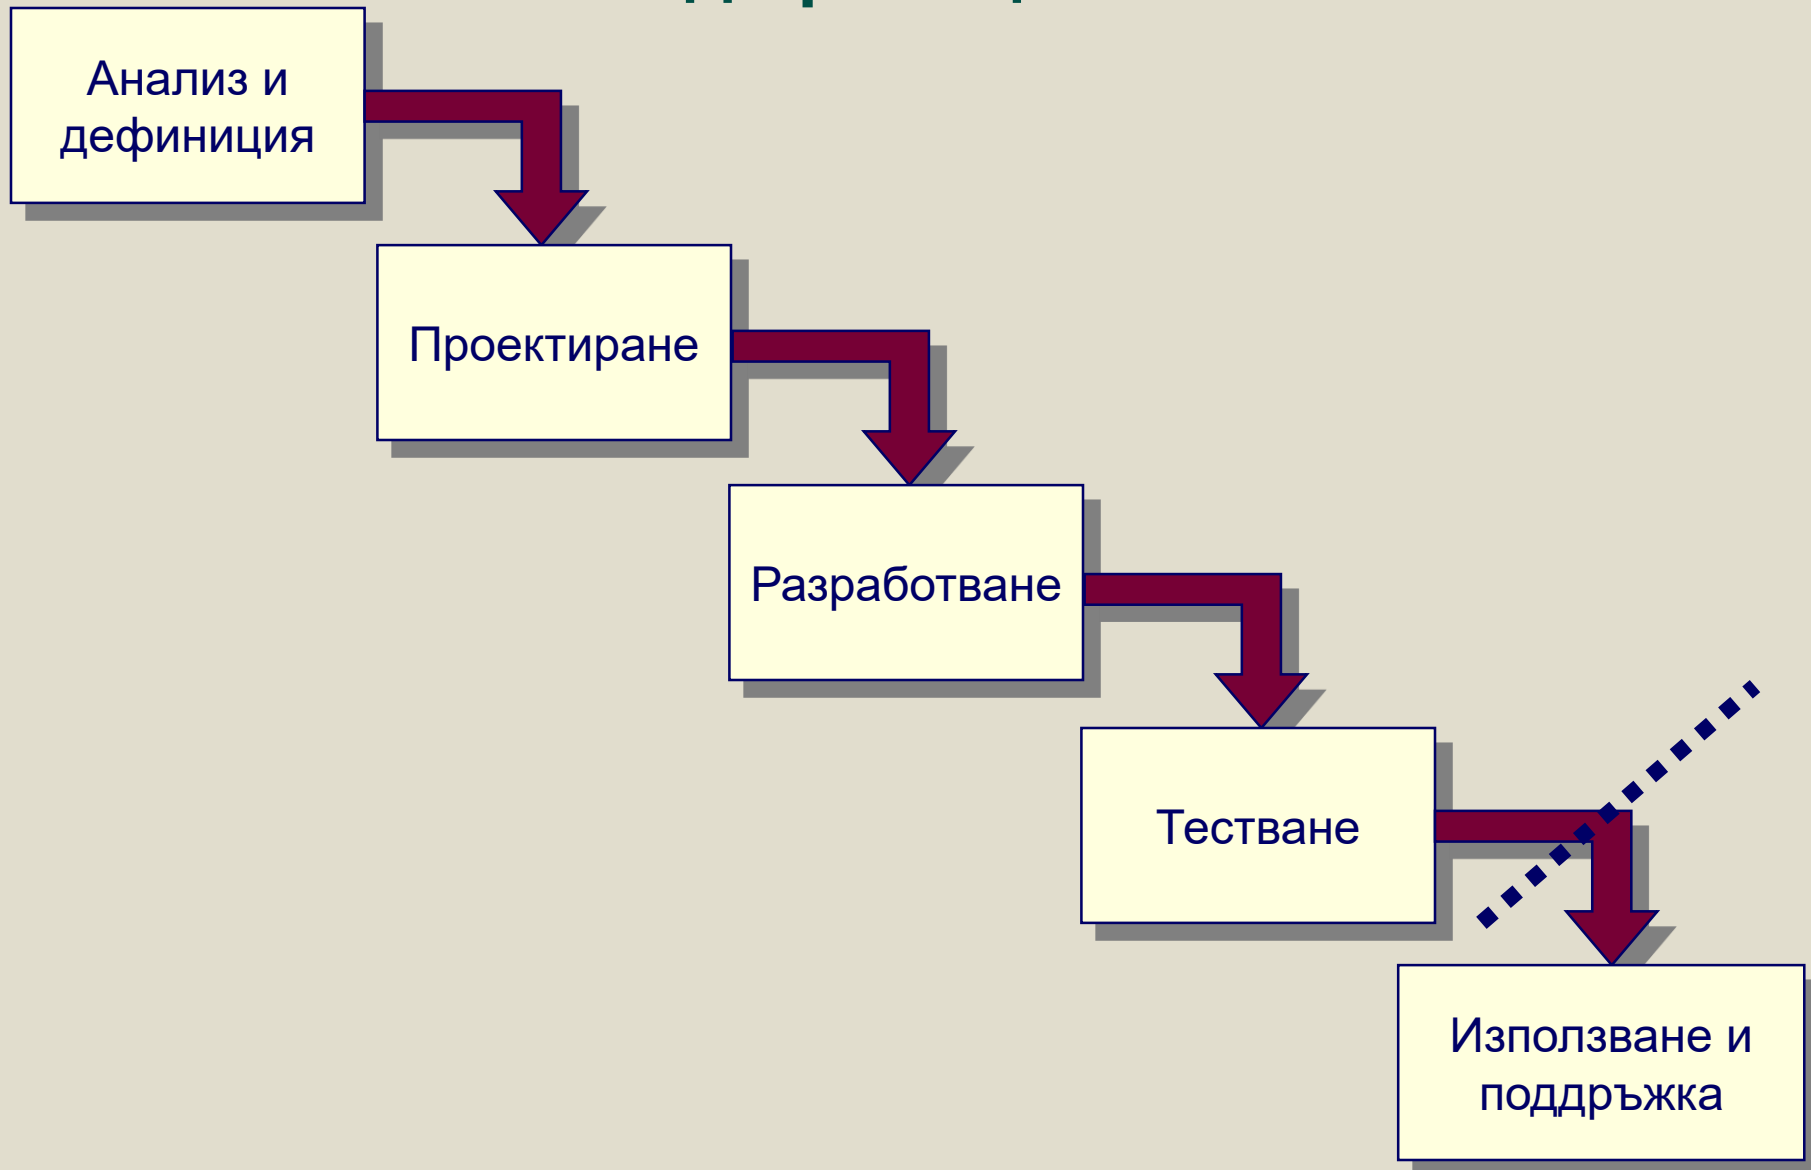 Анализ и
дефиниция
Проектиране
Разработване
Тестване
Използване и
поддръжка